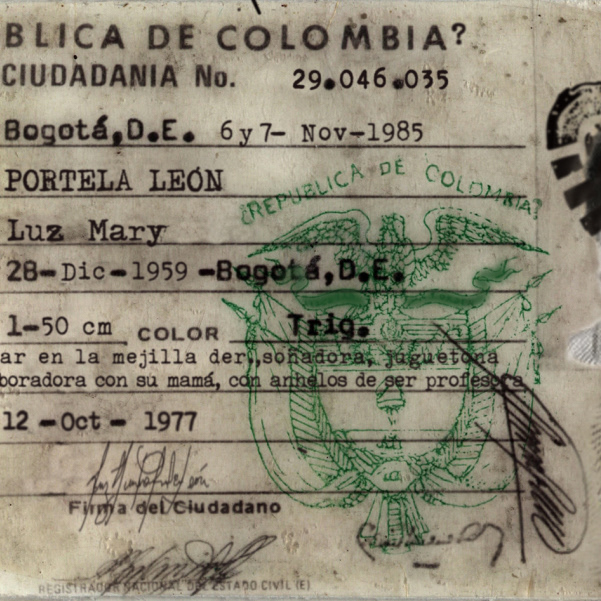 BLICA DE COLOMBIA?
CIUDADANIA No. 29.046.035
Bogotá,D.E. 6y7- Nov-1985
PORTELA LEÓN
¿REPUBLICA DE COLOMBIA?
Luz Mary
28-Dic-1959 -Bogotá,D.E.
1-50 cm COLOR Trig.
ar en la mejilla der,,soñadora, juguetona
boradora con su mamá, con anhelos de ser profesora
12 -Oct - 1977
Firma del Ciudadano
REGISTRADOR NACIONAL DEL ESTADO CIVIL (E)